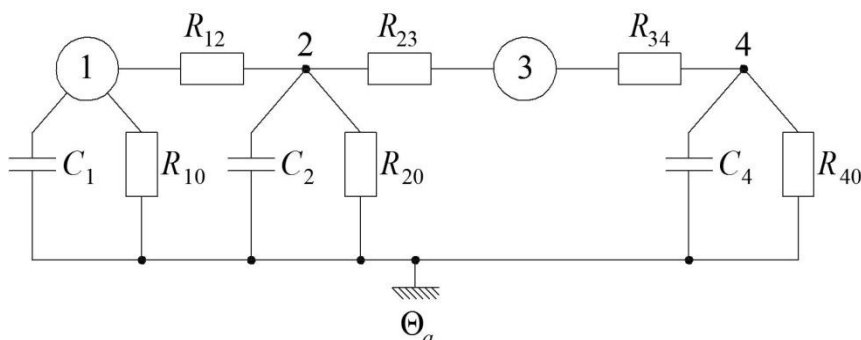 R₁₂ 2 R₂₃ R₃₄ 4
1 3
C₁ R₁₀ C₂ R₂₀ C₄ R₄₀
Θₐ